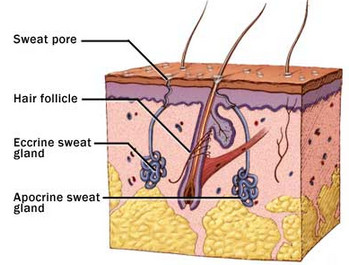 Sweat pore
Hair follicle
Eccrine sweat
gland
Apocrine sweat
gland